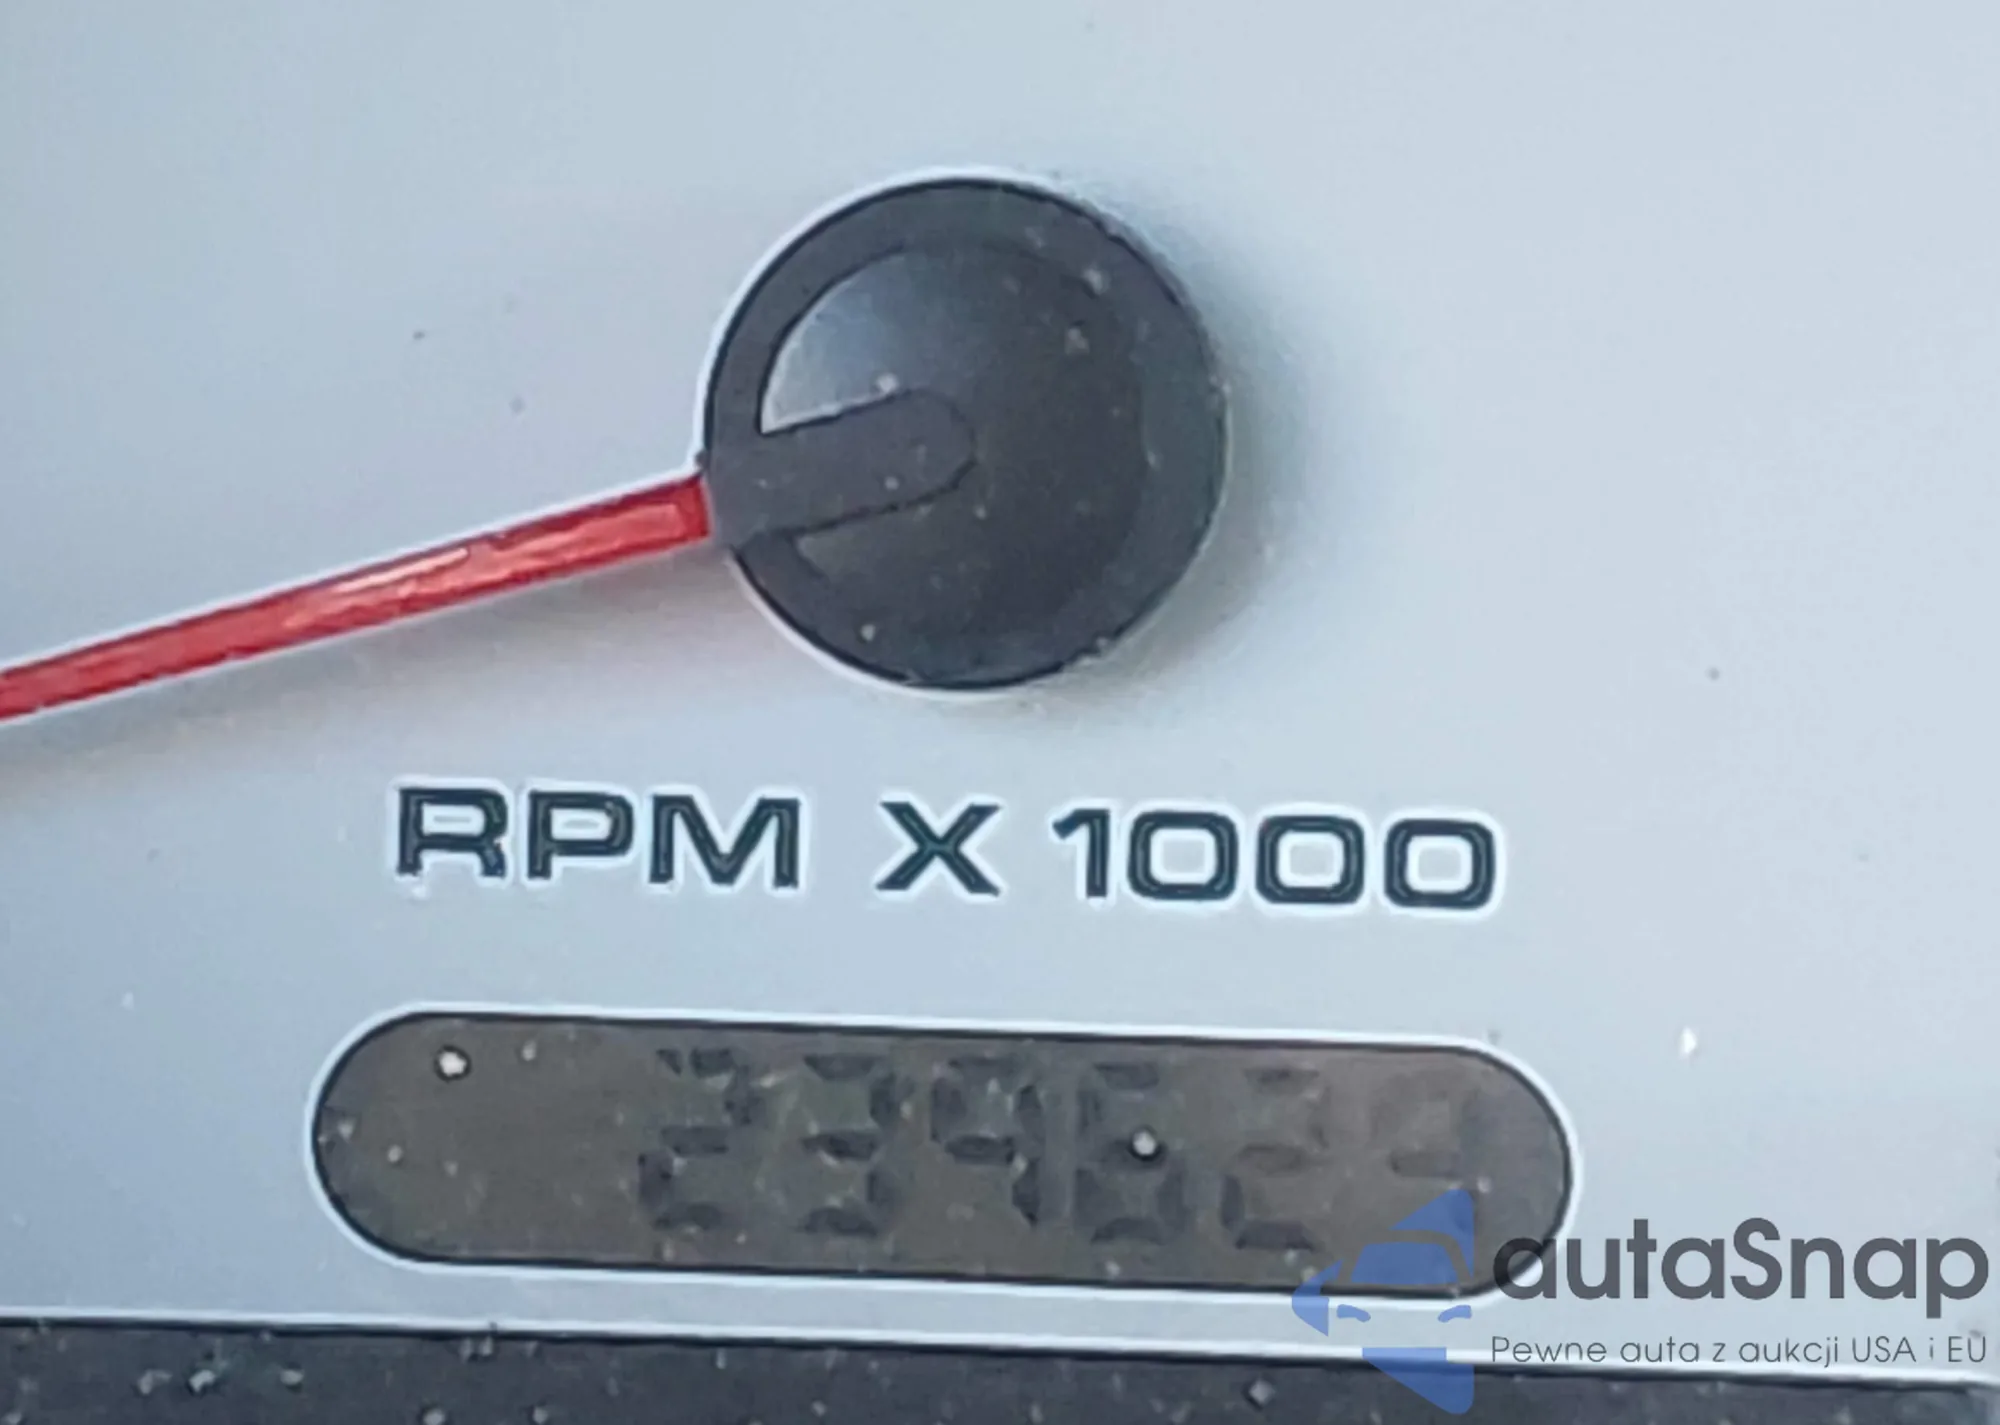 RPM X 1000
autaSnap
Pewne auta z aukcji USA i EU